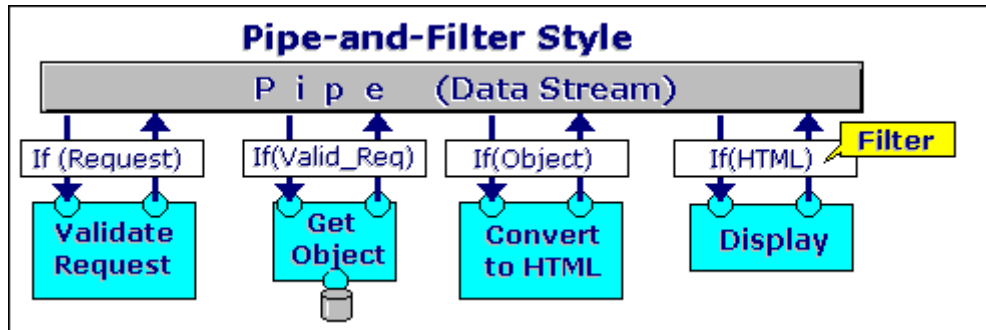 Pipe-and-Filter Style
Pipe (Data Stream)
If (Request)
If(Valid_Req)
If(Object)
If(HTML)
Filter
Validate
Request
Get
Object
Convert
to HTML
Display